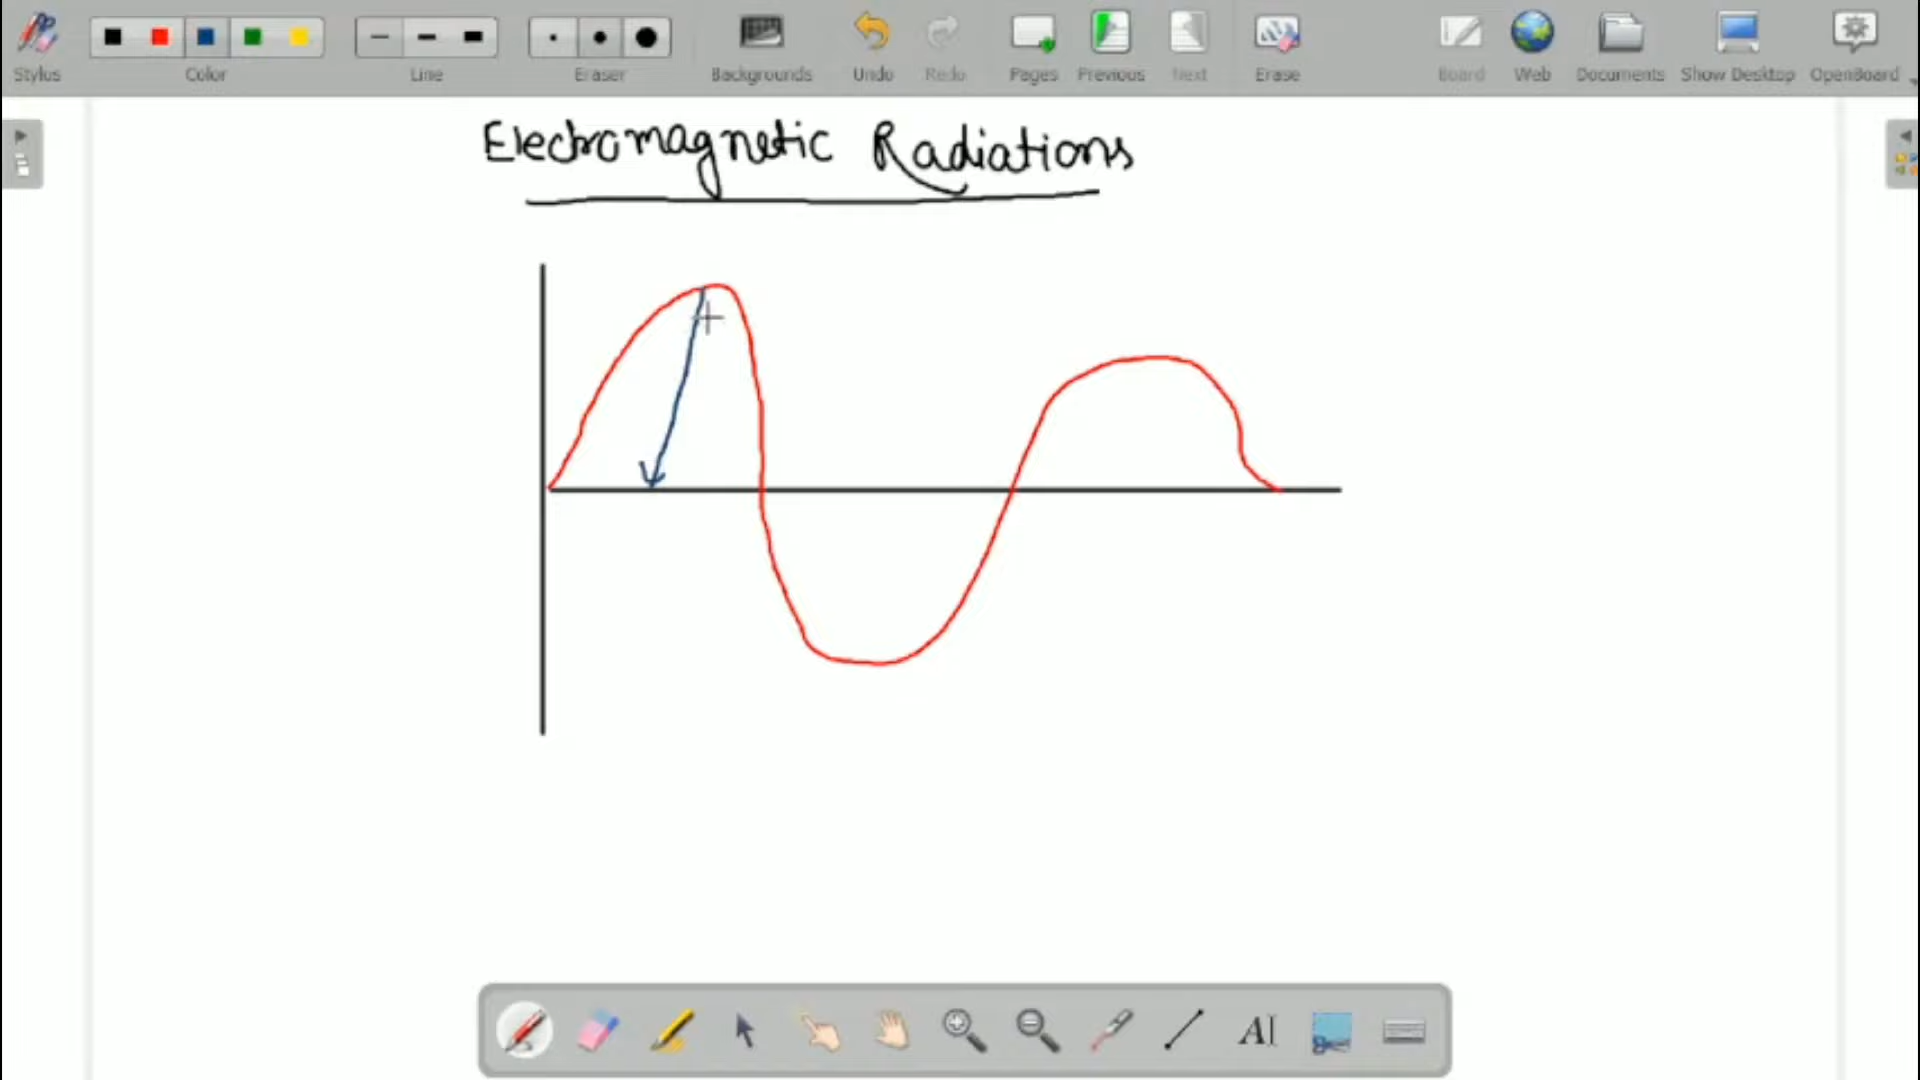 Stylus Color Line Eraser Backgrounds Undo Redo Pages Previous Next Erase Board Web Documents Show Desktop OpenBoard
Electromagnetic Radiations
AI